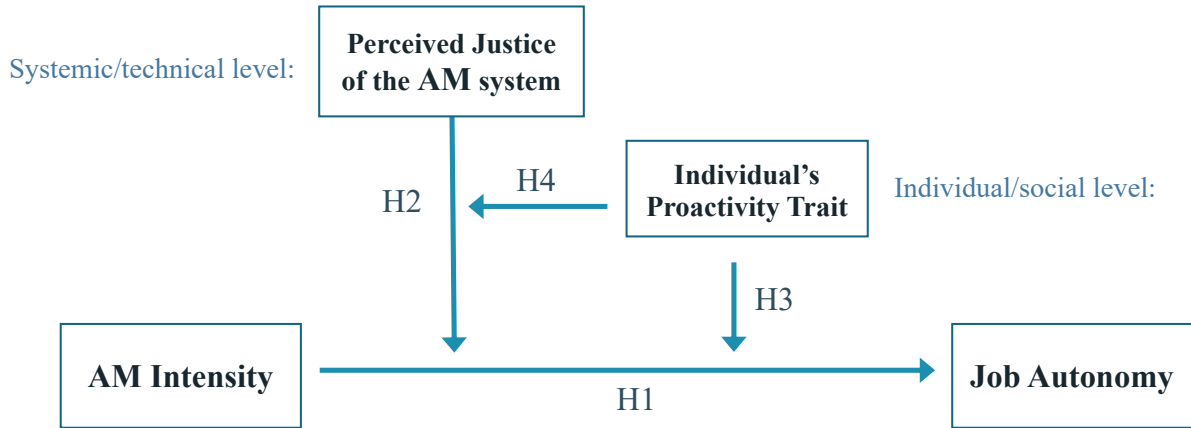 Systemic/technical level:
Perceived Justice
of the AM system
H2
H4
Individual’s
Proactivity Trait
Individual/social level:
H3
AM Intensity
H1
Job Autonomy